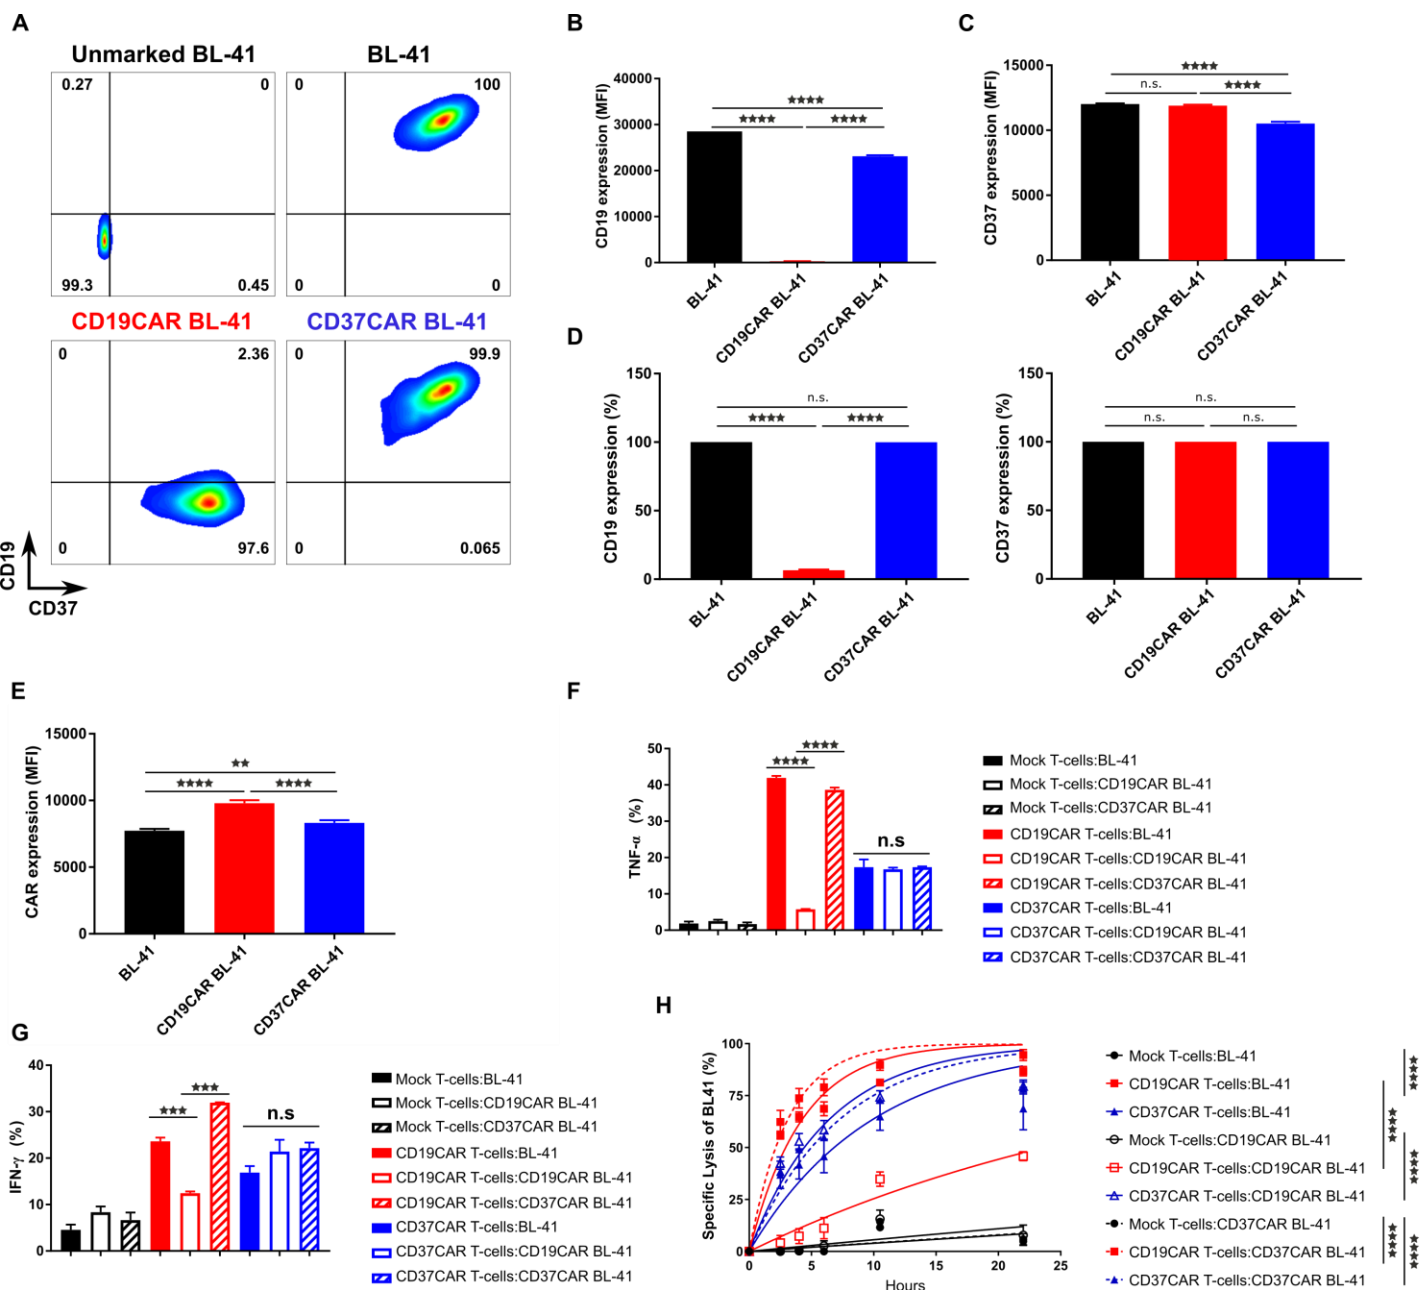 A
Unmarked BL-41
0.27
0
99.3
0.45
BL-41
0
100
0
0
CD19CAR BL-41
0
2.36
0
97.6
CD37CAR BL-41
0
99.9
0
0.065
CD19
CD37
B
CD19 expression (MFI)
40000
30000
20000
10000
0
★★★★
★★★★
★★★★
BL-41
CD19CAR BL-41
CD37CAR BL-41
C
CD37 expression (MFI)
15000
10000
5000
0
★★★★
n.s.
★★★★
BL-41
CD19CAR BL-41
CD37CAR BL-41
D
CD19 expression (%)
150
100
50
0
n.s.
★★★★
★★★★
BL-41
CD19CAR BL-41
CD37CAR BL-41
CD37 expression (%)
150
100
50
0
n.s.
n.s.
n.s.
BL-41
CD19CAR BL-41
CD37CAR BL-41
E
CAR expression (MFI)
15000
10000
5000
0
★★
★★★★
★★★★
BL-41
CD19CAR BL-41
CD37CAR BL-41
F
TNF-α (%)
50
40
30
20
10
0
★★★★
★★★★
n.s
Mock T-cells:BL-41
Mock T-cells:CD19CAR BL-41
Mock T-cells:CD37CAR BL-41
CD19CAR T-cells:BL-41
CD19CAR T-cells:CD19CAR BL-41
CD19CAR T-cells:CD37CAR BL-41
CD37CAR T-cells:BL-41
CD37CAR T-cells:CD19CAR BL-41
CD37CAR T-cells:CD37CAR BL-41
G
IFN-γ (%)
40
30
20
10
0
★★★
★★★
n.s
Mock T-cells:BL-41
Mock T-cells:CD19CAR BL-41
Mock T-cells:CD37CAR BL-41
CD19CAR T-cells:BL-41
CD19CAR T-cells:CD19CAR BL-41
CD19CAR T-cells:CD37CAR BL-41
CD37CAR T-cells:BL-41
CD37CAR T-cells:CD19CAR BL-41
CD37CAR T-cells:CD37CAR BL-41
H
Specific Lysis of BL41 (%)
100
75
50
25
0
0
5
10
15
20
25
Hours
Mock T-cells:BL-41
CD19CAR T-cells:BL-41
CD37CAR T-cells:BL-41
Mock T-cells:CD19CAR BL-41
CD19CAR T-cells:CD19CAR BL-41
CD37CAR T-cells:CD19CAR BL-41
Mock T-cells:CD37CAR BL-41
CD19CAR T-cells:CD37CAR BL-41
CD37CAR T-cells:CD37CAR BL-41
★★★★
★★★★
★★★★
★★★★
★★★★